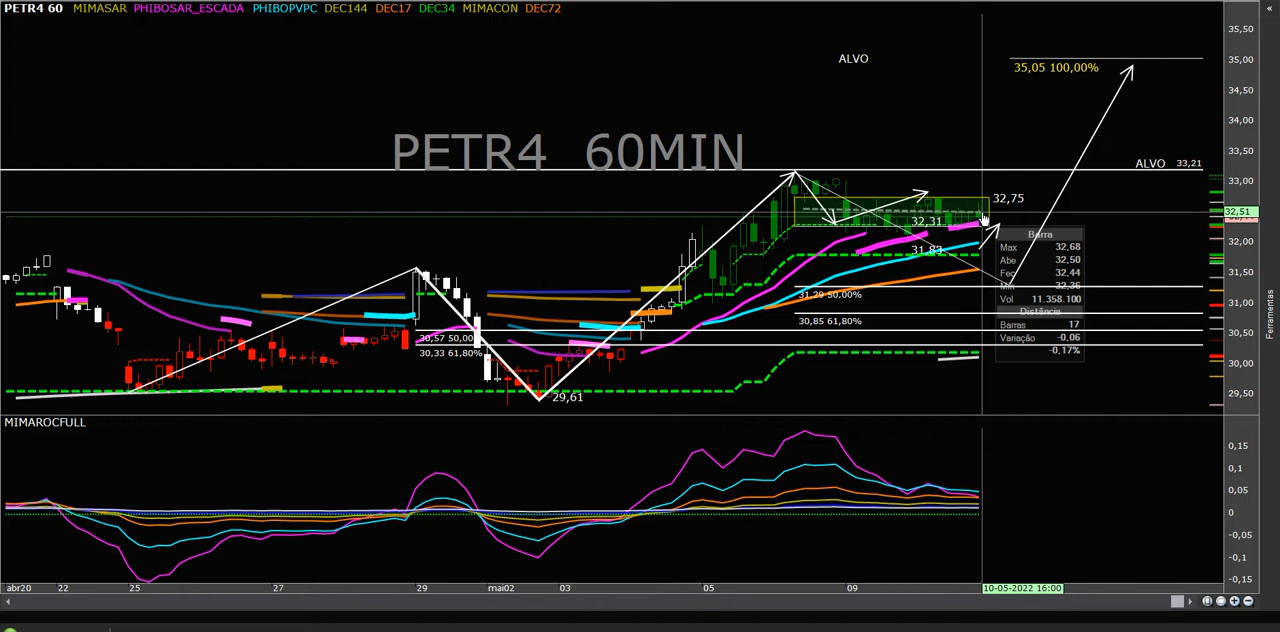 PETR4 60 MIMASAR PHIBOSAR_ESCADA PHIBOPVPC DEC144 DEC17 DEC34 MIMACON DEC72
«
35,50
ALVO
35,00
35,05 100,00%
34,50
34,00
PETR4 60MIN
33,50
ALVO 33,21
33,00
32,75
32,51
32,31
32,00
31,83
Barra
Max 32,68
Abe 32,50
Fec 32,44
Min 32,36
Vol 11.358.100
Distância
Barras 17
Variação -0,06
-0,17%
31,50
31,29 50,00%
31,00
30,85 61,80%
30,50
30,57 50,00%
30,33 61,80%
30,00
29,61
29,50
Ferramentas
MIMAROCFULL
0,15
0,1
0,05
0
-0,05
-0,1
-0,15
abr20 22 25 27 29 mai02 03 05 09 10-05-2022 16:00